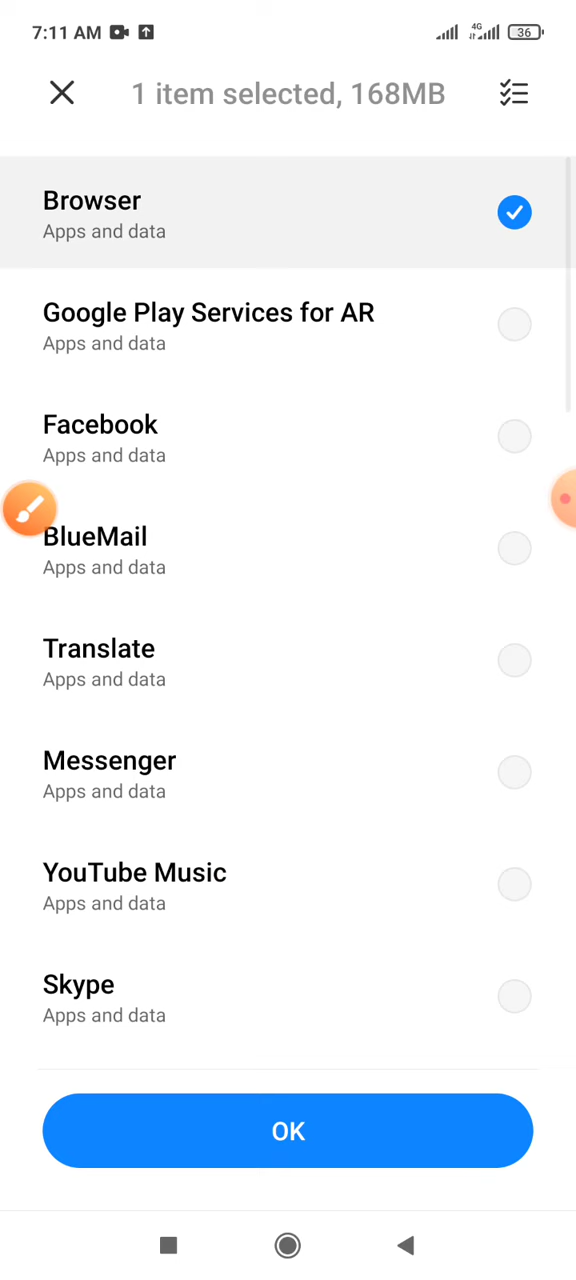 7:11 AM 4G 36
1 item selected, 168MB
Browser
Apps and data
Google Play Services for AR
Apps and data
Facebook
Apps and data
BlueMail
Apps and data
Translate
Apps and data
Messenger
Apps and data
YouTube Music
Apps and data
Skype
Apps and data
OK